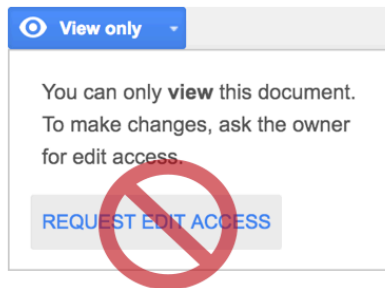 View only
You can only view this document.
To make changes, ask the owner
for edit access.
REQUEST EDIT ACCESS